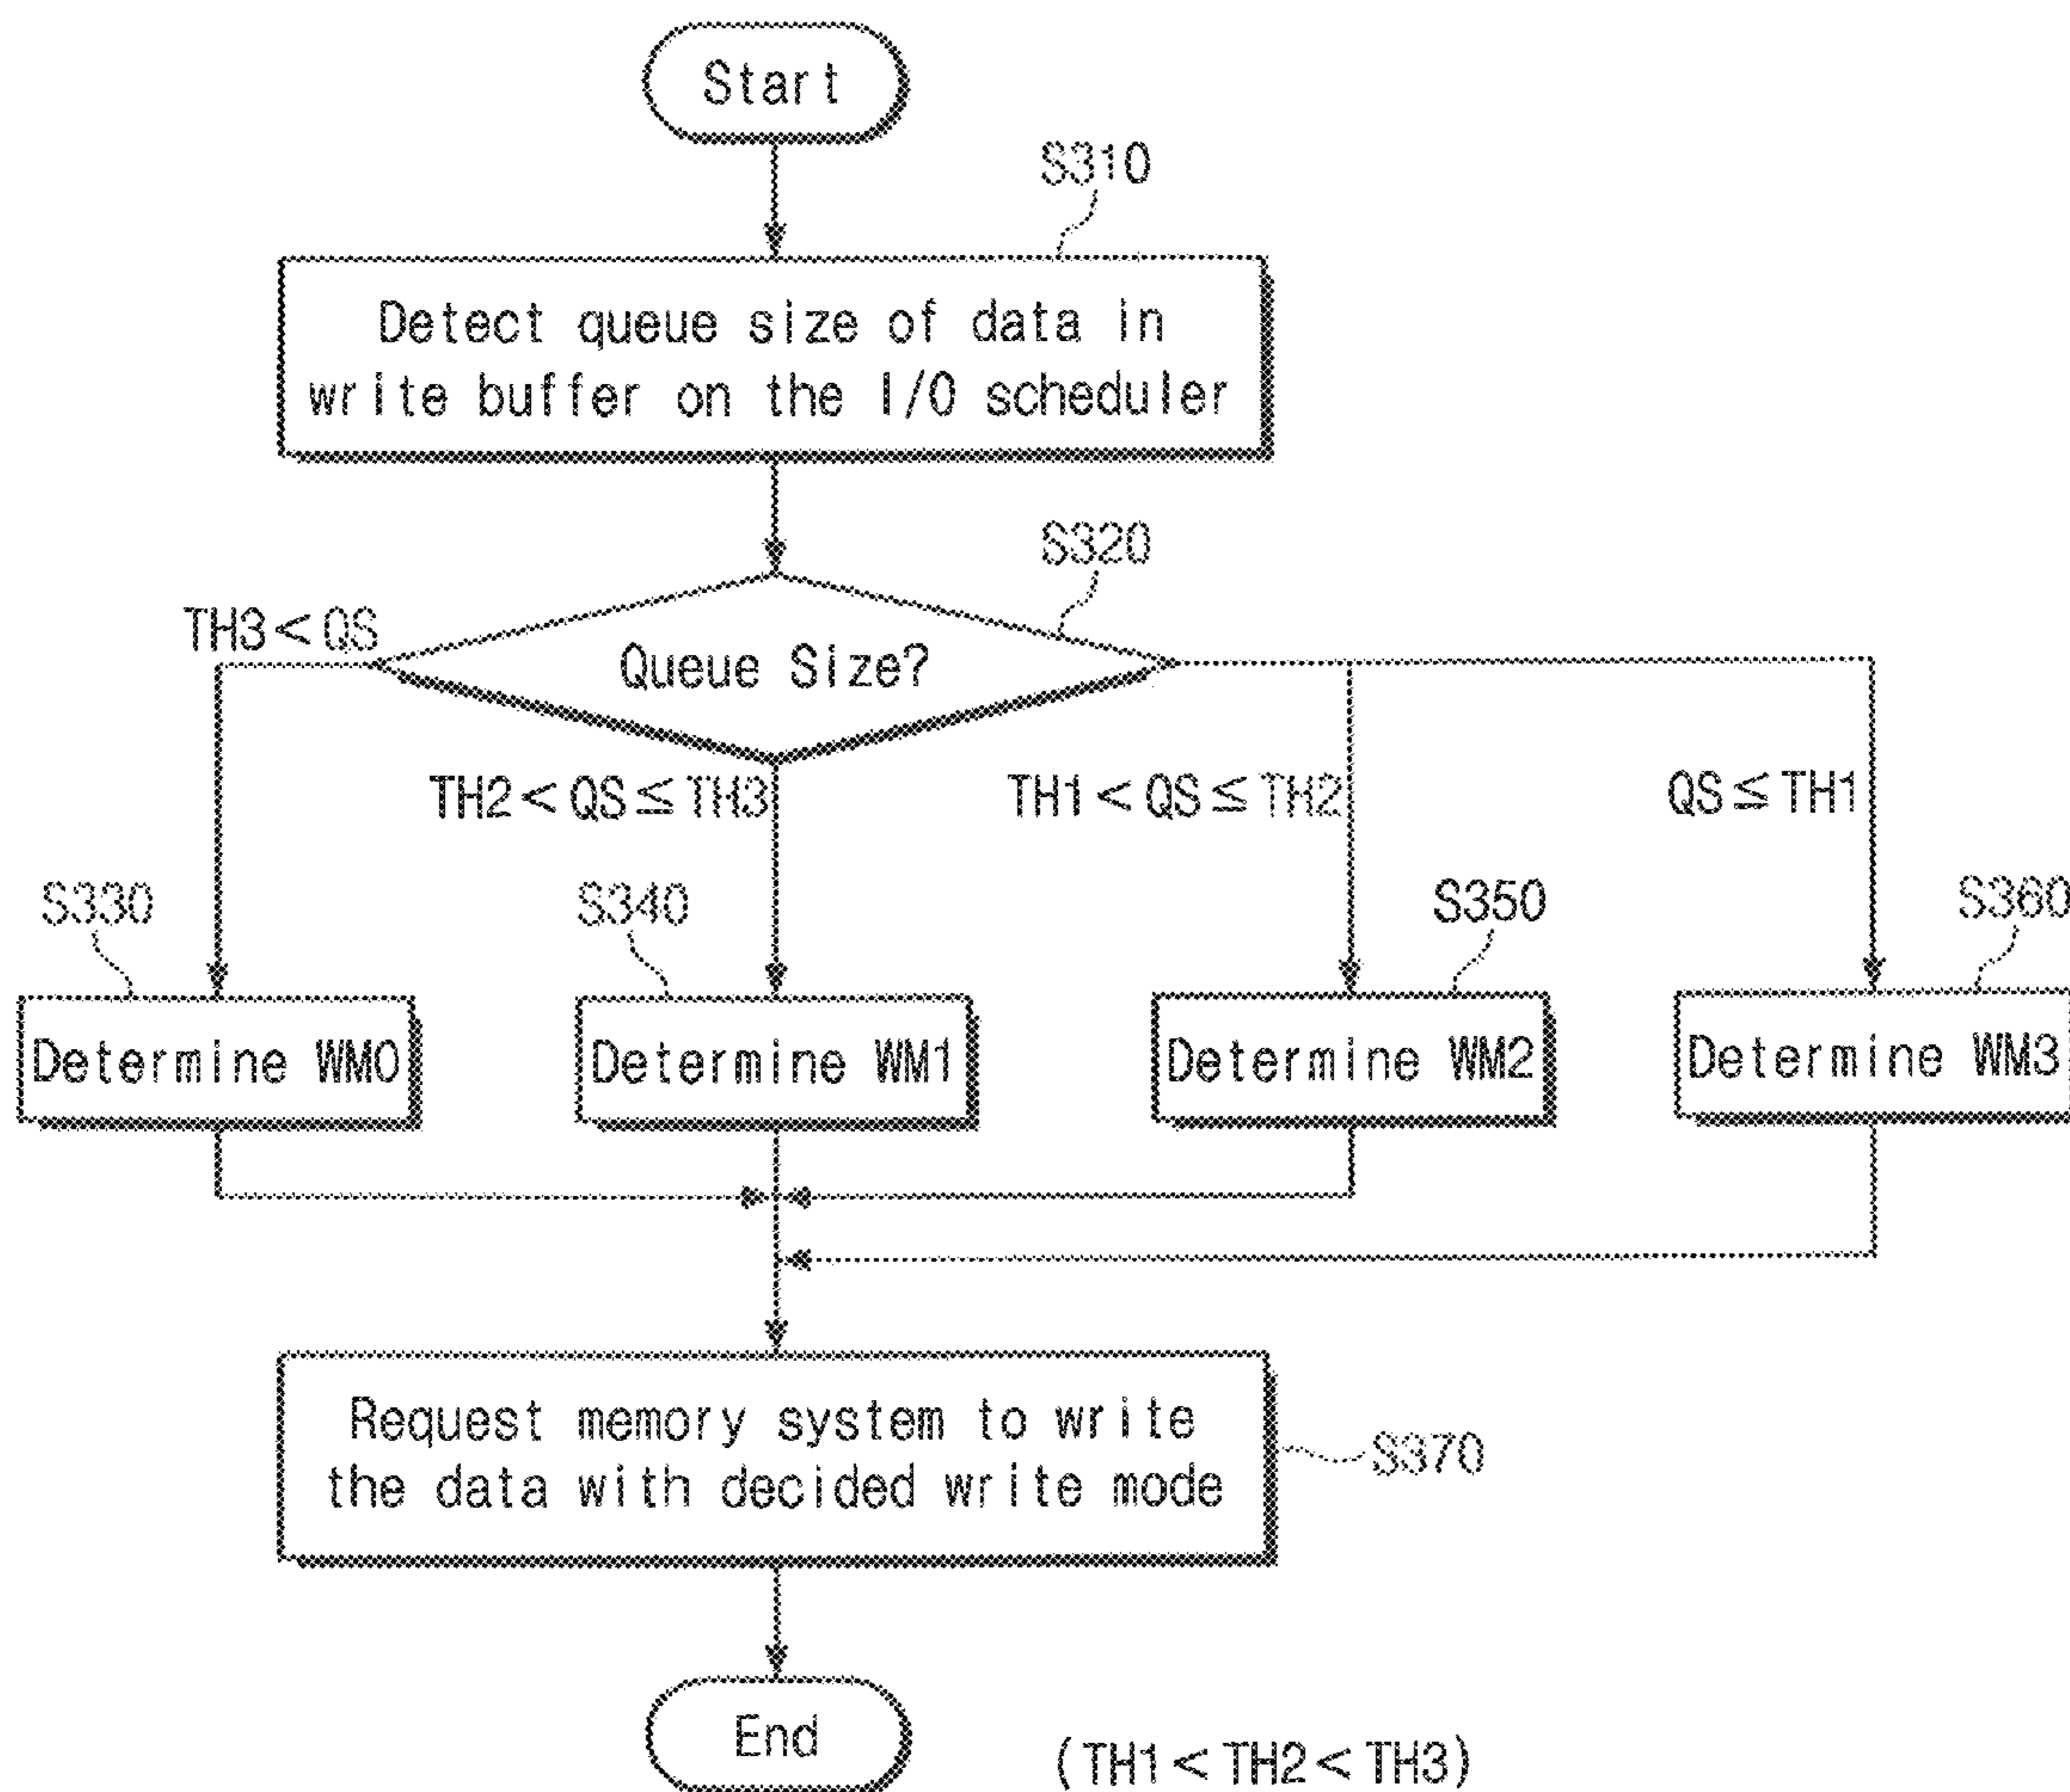 Start
S310
Detect queue size of data in
write buffer on the I/O scheduler
S320
TH3<QS
Queue Size?
TH2<QS≤TH3
TH1<QS≤TH2
QS≤TH1
S330
S340
S350
S360
Determine WM0
Determine WM1
Determine WM2
Determine WM3
Request memory system to write
the data with decided write mode
S370
End
(TH1<TH2<TH3)